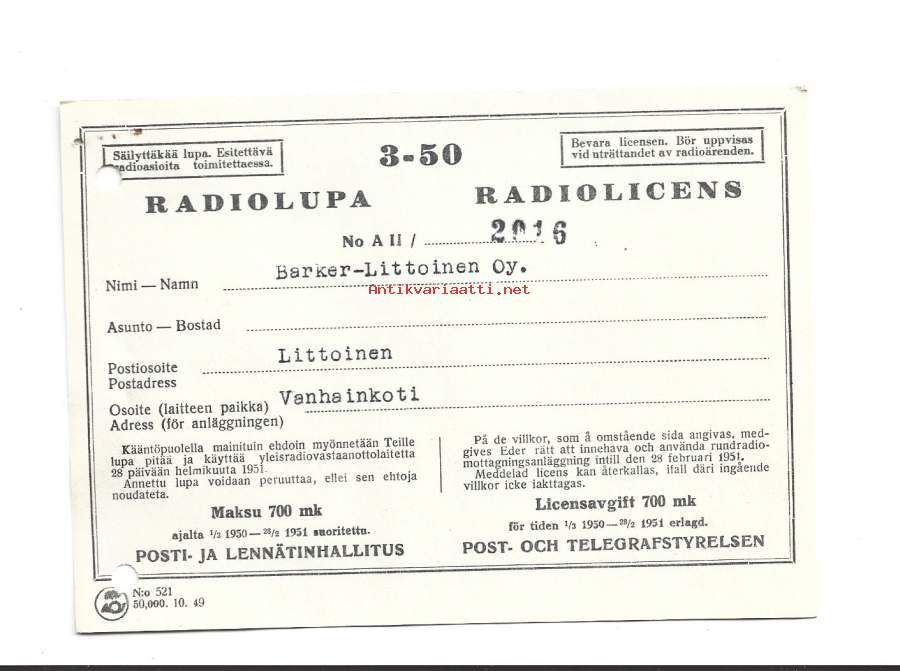 Säilyttäkää lupa. Esitettävä
radioasioita toimitettaessa.
3-50
Bevara licensen. Bör uppvisas
vid uträttandet av radioärenden.
RADIOLUPA
RADIOLICENS
No A II / 2016
Nimi — Namn Barker-Littoinen Oy.
Antikvariaatti.net
Asunto — Bostad
Postiosoite Littoinen
Postadress
Osoite (laitteen paikka) Vanhainkoti
Adress (för anläggningen)
Kääntöpuolella mainituin ehdoin myönnetään Teille
lupa pitää ja käyttää yleisradiovastaanottolaitetta
28 päivään helmikuuta 1951.
Annettu lupa voidaan peruuttaa, ellei sen ehtoja
noudateta.
Maksu 700 mk
ajalta 1/3 1950—28/2 1951 suoritettu.
POSTI- JA LENNÄTINHALLITUS
På de villkor, som å omstående sida angivas, med-
gives Eder rätt att innehava och använda rundradio-
mottagningsanläggning intill den 28 februari 1951.
Meddelad licens kan återkallas, ifall däri ingående
villkor icke iakttagas.
Licensavgift 700 mk
för tiden 1/3 1950—28/2 1951 erlagd.
POST- OCH TELEGRAFSTYRELSEN
N:o 521
50,000. 10. 49